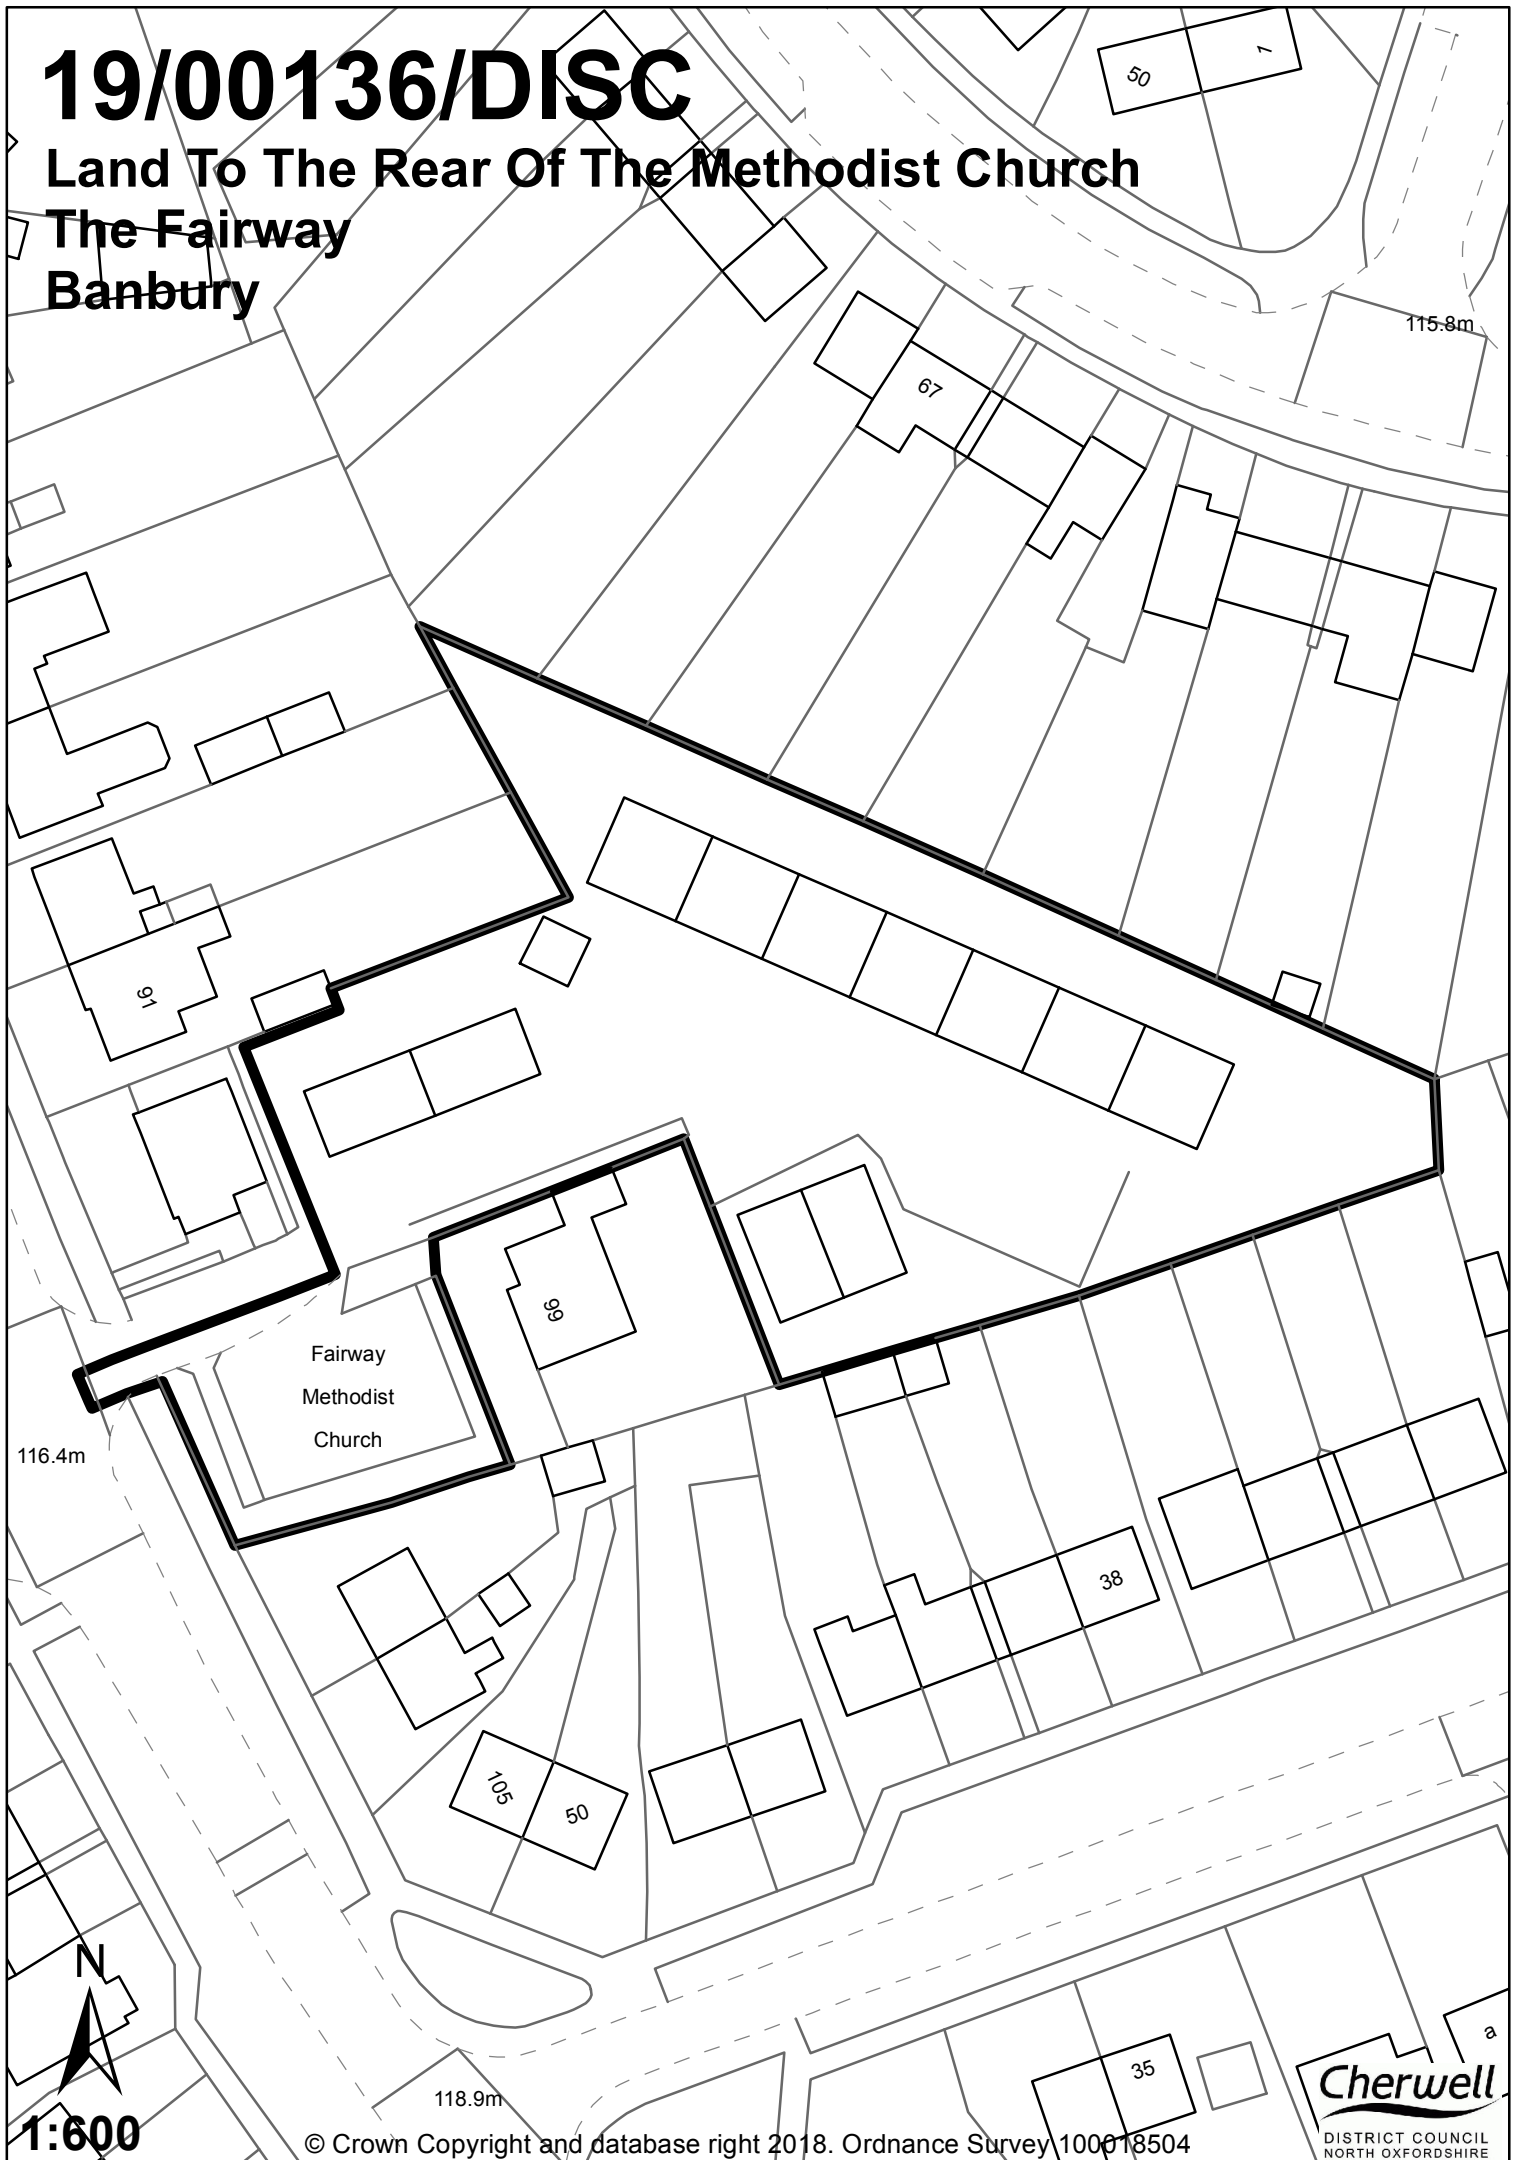 19/00136/DISC
Land To The Rear Of The Methodist Church
The Fairway
Banbury
50
1
115.8m
67
91
99
Fairway
Methodist
Church
116.4m
38
105
50
N
118.9m
35
a
1:600
© Crown Copyright and database right 2018. Ordnance Survey 100018504
Cherwell
DISTRICT COUNCIL
NORTH OXFORDSHIRE